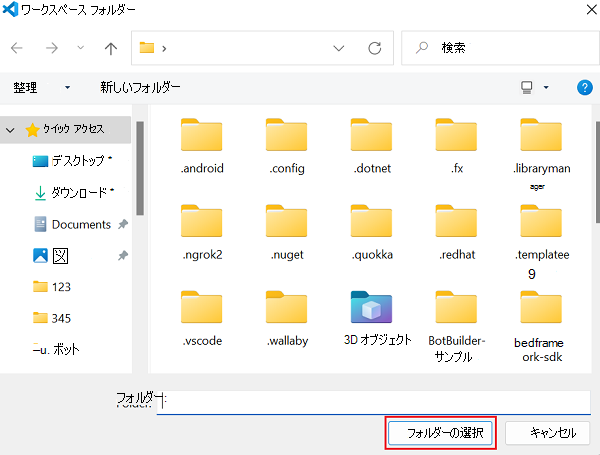 ワークスペース フォルダー
検索
整理
新しいフォルダー
クイック アクセス
デスクトップ
ダウンロード
Documents
図
123
345
ボット
.android
.config
.dotnet
.fx
.libraryman
ager
.ngrok2
.nuget
.quokka
.redhat
.templatee
9
.vscode
.wallaby
3D オブジェクト
BotBuilder-
サンプル
bedframew
ork-sdk
フォルダー:
フォルダーの選択
キャンセル